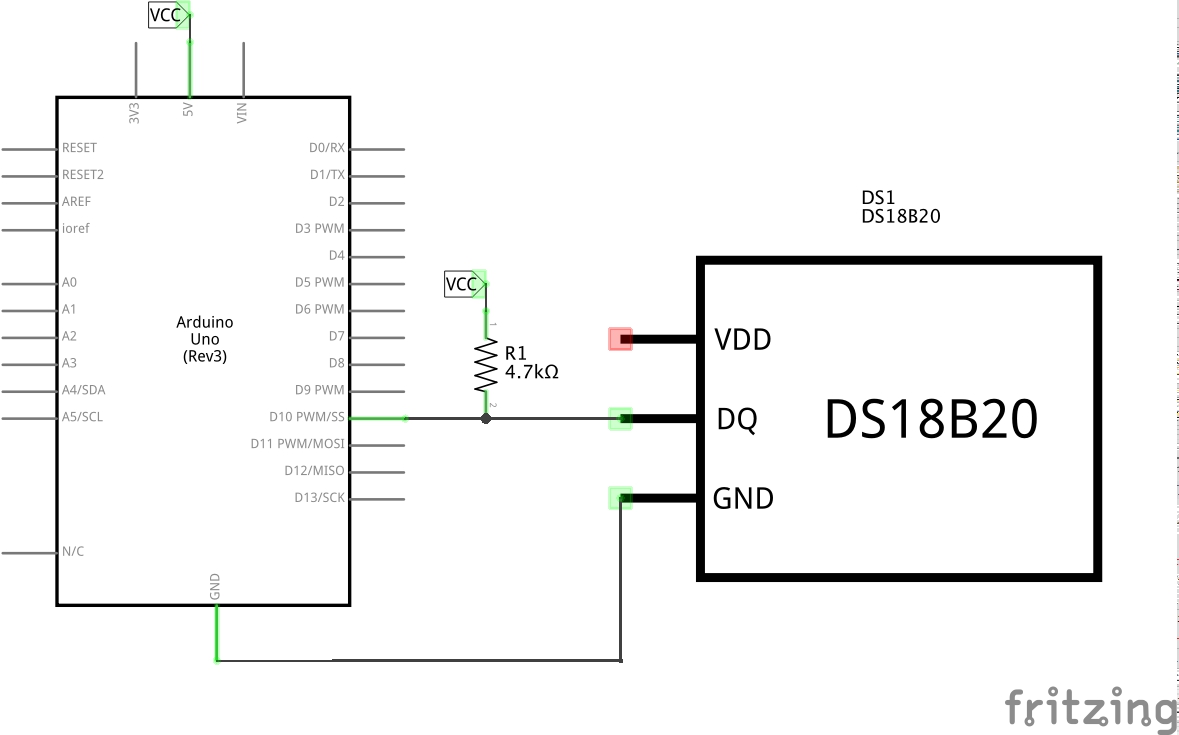 VCC
3V3
5V
VIN
RESET
RESET2
AREF
ioref
A0
A1
A2
A3
A4/SDA
A5/SCL
N/C
Arduino
Uno
(Rev3)
D0/RX
D1/TX
D2
D3 PWM
D4
D5 PWM
D6 PWM
D7
D8
D9 PWM
D10 PWM/SS
D11 PWM/MOSI
D12/MISO
D13/SCK
GND
VCC
1
R1
4.7kΩ
2
DS1
DS18B20
VDD
DQ
GND
DS18B20
fritzing